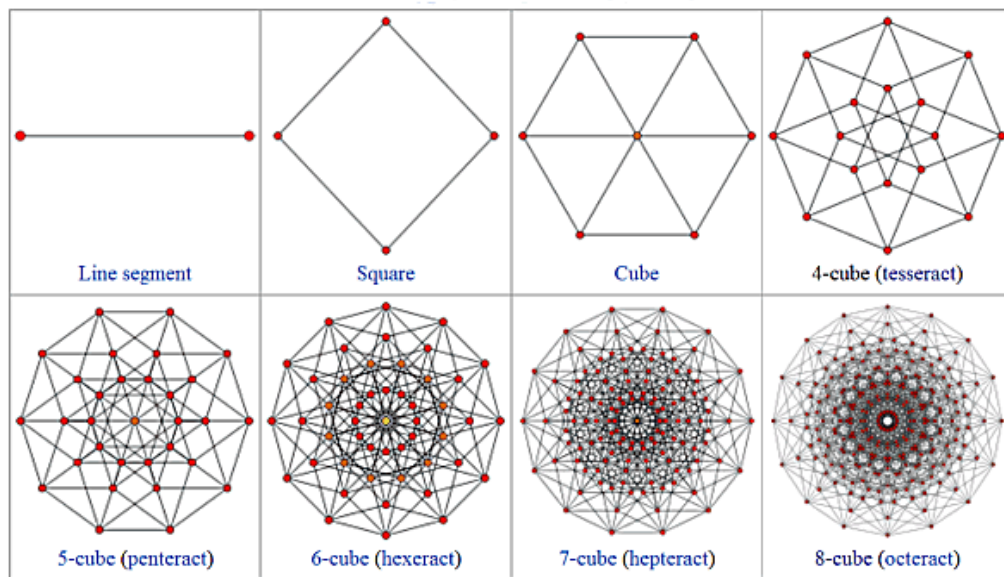 Line segment
Square
Cube
4-cube (tesseract)
5-cube (penteract)
6-cube (hexeract)
7-cube (hepteract)
8-cube (octeract)